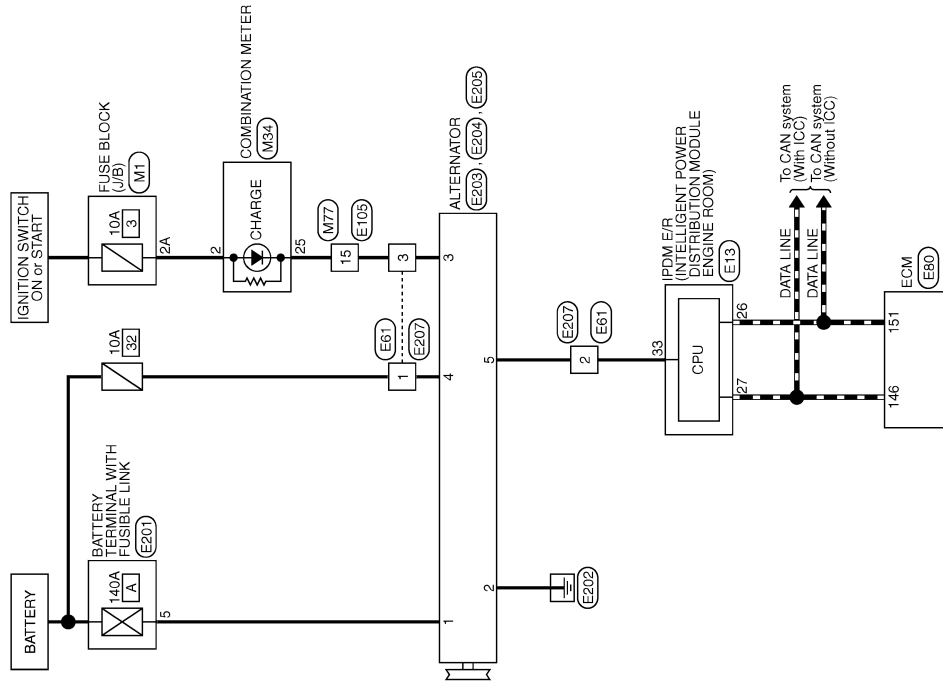 BATTERY
IGNITION SWITCH
ON or START
BATTERY
TERMINAL WITH
FUSIBLE LINK
E201
140A
A
5
10A
32
FUSE BLOCK
(J/B)
M1
10A
3
2A
COMBINATION METER
M34
2
CHARGE
25
M77
15
E105
E61
1
E207
3
1
4
3
ALTERNATOR
E203 , E204 , E205
2
5
E202
E207
2
E61
33
IPDM E/R
(INTELLIGENT POWER
DISTRIBUTION MODULE
ENGINE ROOM)
E13
CPU
27
26
DATA LINE
DATA LINE
To CAN system
(With ICC)
To CAN system
(Without ICC)
146
151
ECM
E80